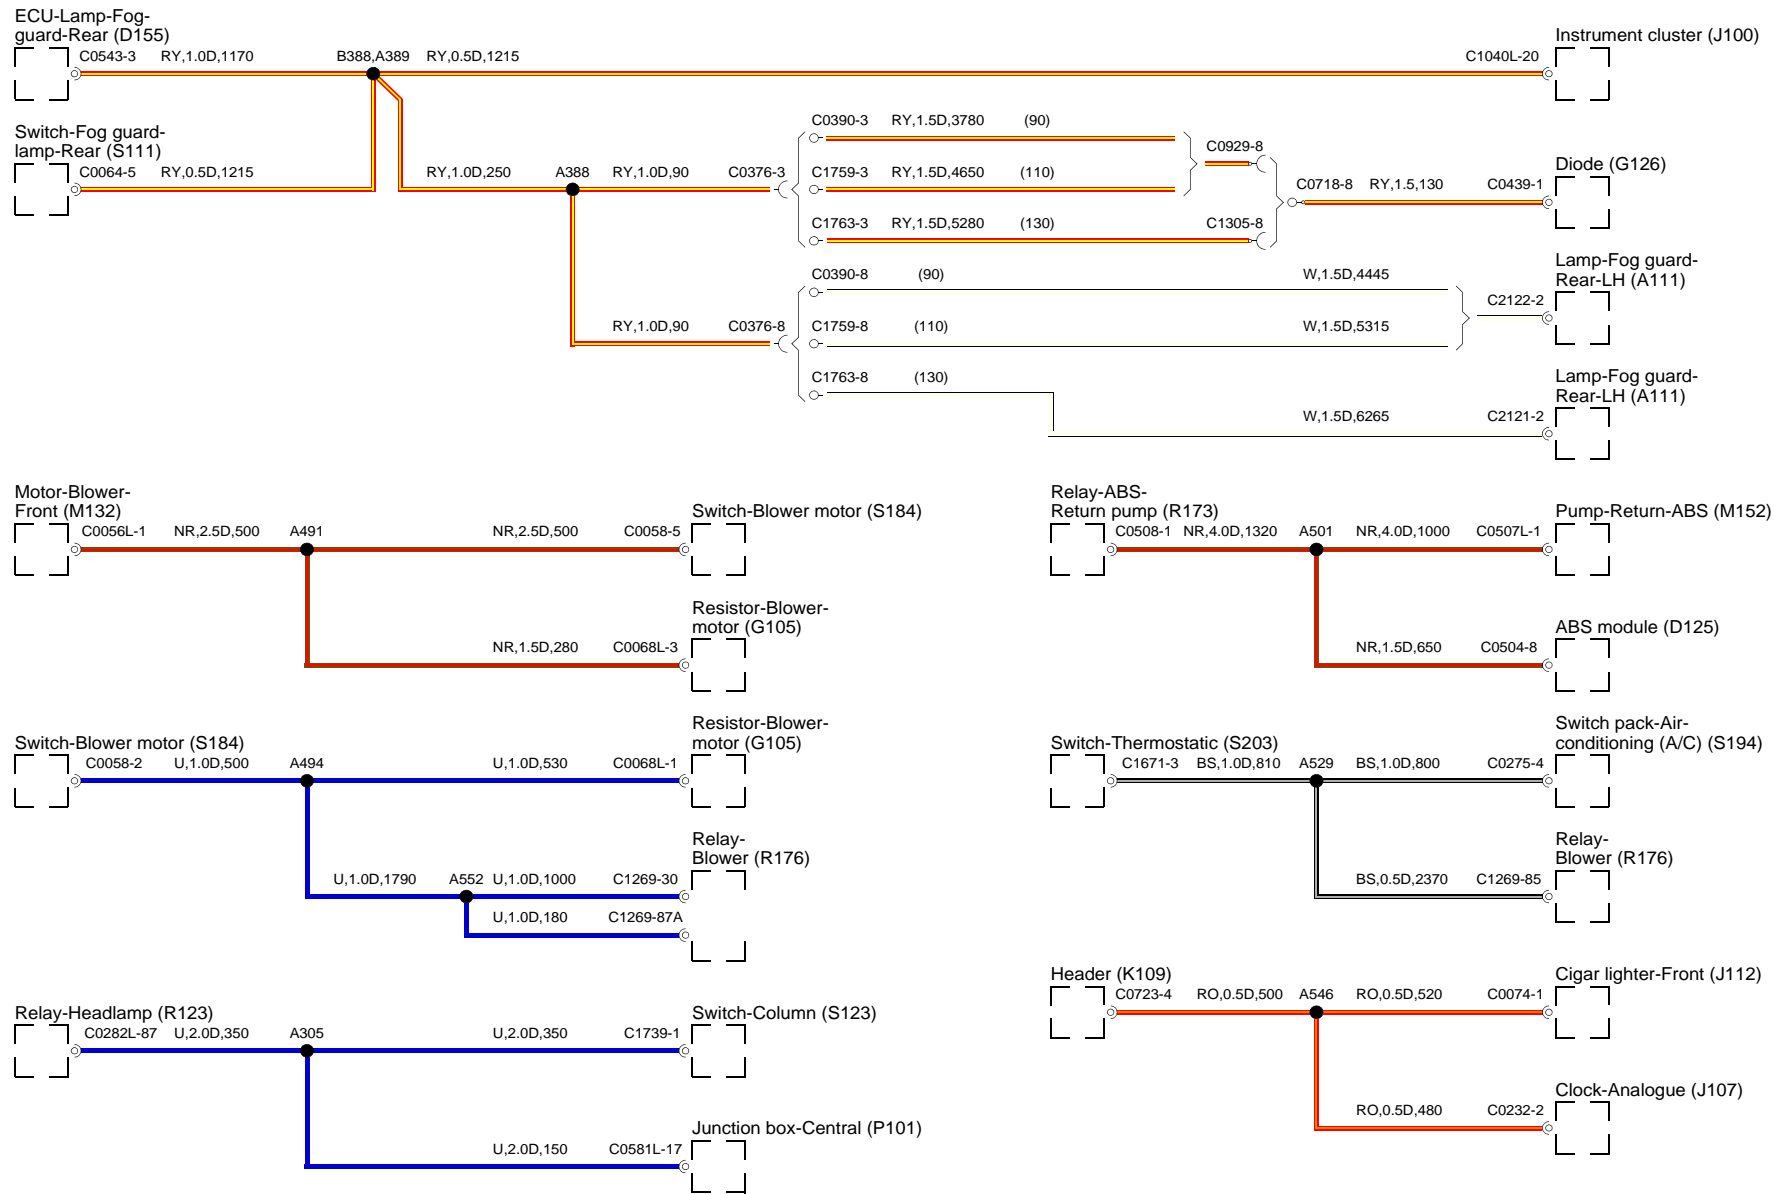 ECU-Lamp-Fog-
guard-Rear (D155)
C0543-3 RY,1.0D,1170 B388,A389 RY,0.5D,1215 C1040L-20
Instrument cluster (J100)
Switch-Fog guard-
lamp-Rear (S111)
C0064-5 RY,0.5D,1215 RY,1.0D,250 A388 RY,1.0D,90 C0376-3
C0390-3 RY,1.5D,3780 (90)
C1759-3 RY,1.5D,4650 (110)
C1763-3 RY,1.5D,5280 (130)
C0929-8
C1305-8
C0718-8 RY,1.5,130 C0439-1
Diode (G126)
RY,1.0D,90 C0376-8
C0390-8 (90) W,1.5D,4445
C1759-8 (110) W,1.5D,5315
C2122-2
Lamp-Fog guard-
Rear-LH (A111)
C1763-8 (130)
W,1.5D,6265 C2121-2
Lamp-Fog guard-
Rear-LH (A111)
Motor-Blower-
Front (M132)
C0056L-1 NR,2.5D,500 A491 NR,2.5D,500 C0058-5
Switch-Blower motor (S184)
Resistor-Blower-
motor (G105)
NR,1.5D,280 C0068L-3
Relay-ABS-
Return pump (R173)
C0508-1 NR,4.0D,1320 A501 NR,4.0D,1000 C0507L-1
Pump-Return-ABS (M152)
ABS module (D125)
NR,1.5D,650 C0504-8
Switch-Blower motor (S184)
C0058-2 U,1.0D,500 A494 U,1.0D,530 C0068L-1
Resistor-Blower-
motor (G105)
Relay-
Blower (R176)
U,1.0D,1790 A552 U,1.0D,1000 C1269-30
U,1.0D,180 C1269-87A
Switch-Thermostatic (S203)
C1671-3 BS,1.0D,810 A529 BS,1.0D,800 C0275-4
Switch pack-Air-
conditioning (A/C) (S194)
Relay-
Blower (R176)
BS,0.5D,2370 C1269-85
Relay-Headlamp (R123)
C0282L-87 U,2.0D,350 A305 U,2.0D,350 C1739-1
Switch-Column (S123)
Junction box-Central (P101)
U,2.0D,150 C0581L-17
Header (K109)
C0723-4 RO,0.5D,500 A546 RO,0.5D,520 C0074-1
Cigar lighter-Front (J112)
Clock-Analogue (J107)
RO,0.5D,480 C0232-2